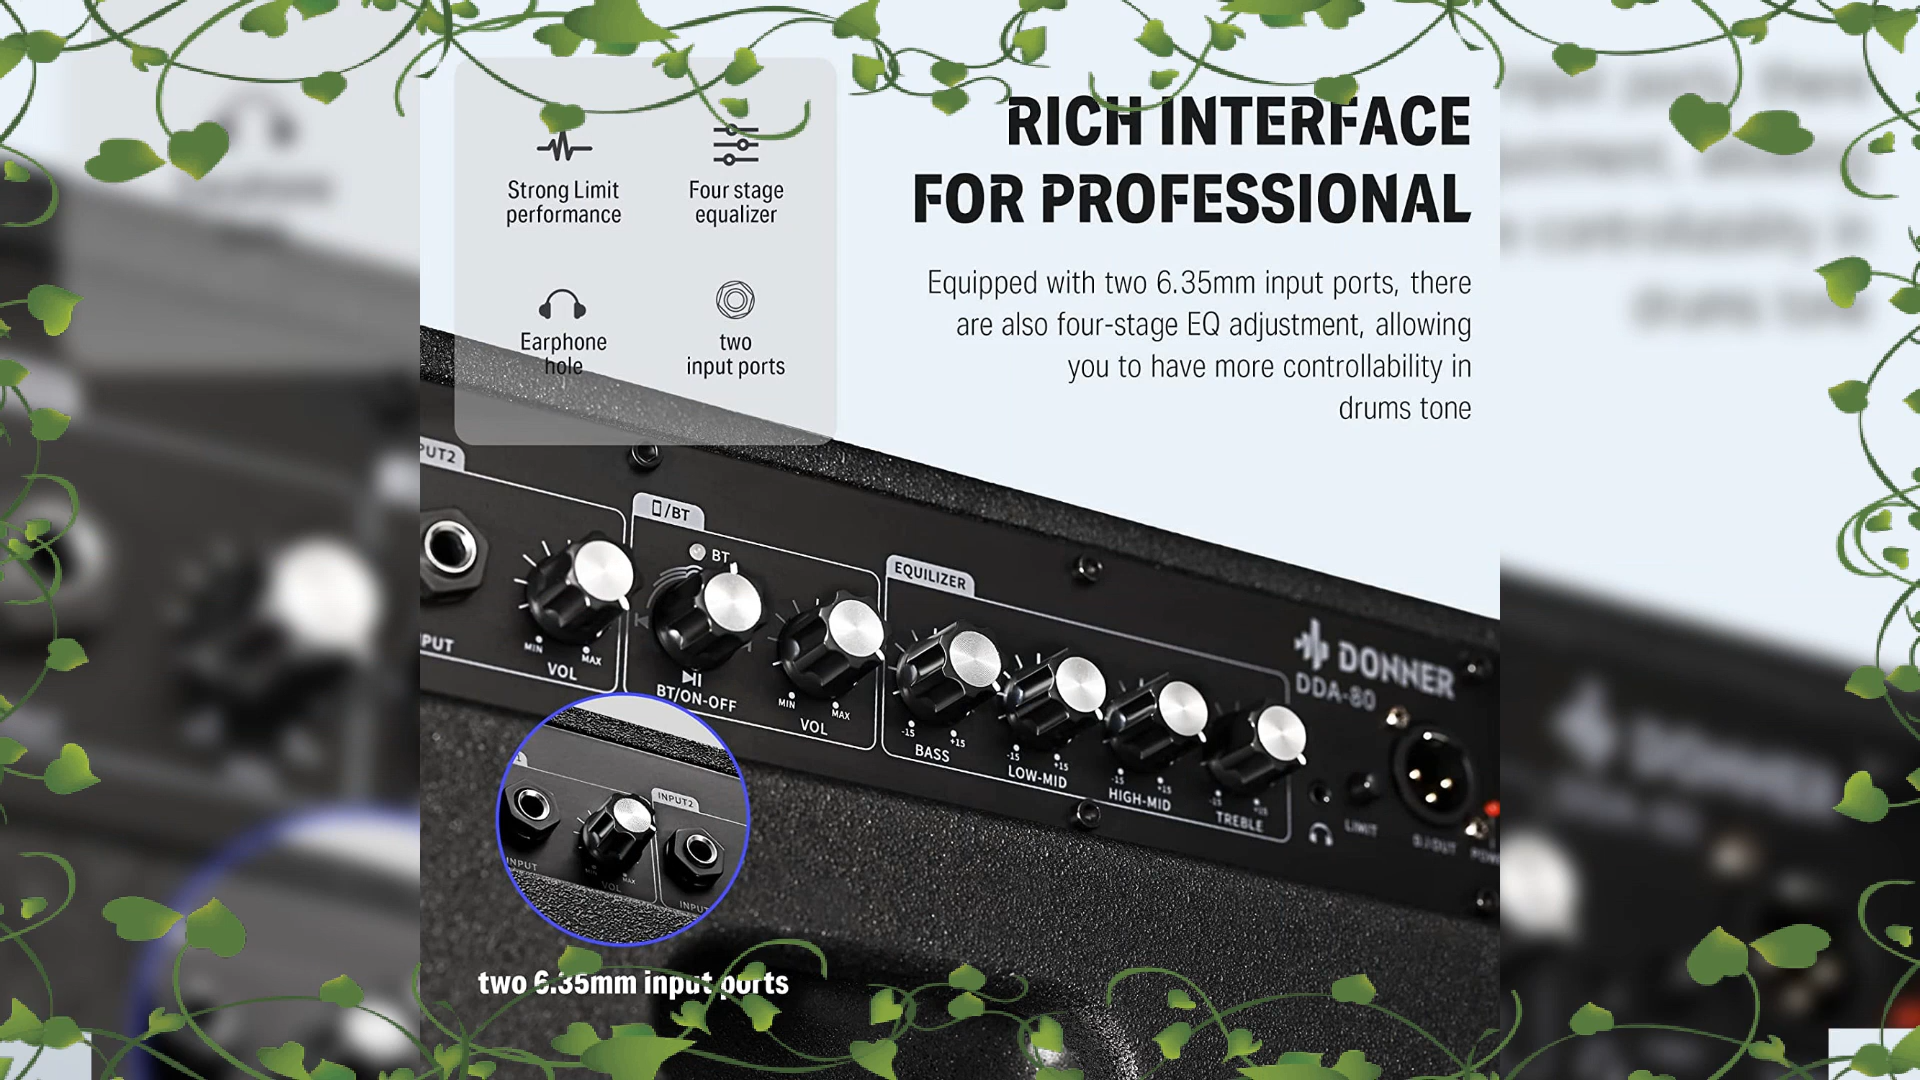 Strong Limit
performance
Four stage
equalizer
Earphone
hole
two
input ports
RICH INTERFACE
FOR PROFESSIONAL
Equipped with two 6.35mm input ports, there
are also four-stage EQ adjustment, allowing
you to have more controllability in
drums tone
PUT2
PUT
MIN
MAX
VOL
/BT
BT
BT/ON-OFF
MIN
MAX
VOL
EQUILIZER
-15
+15
BASS
-15
+15
LOW-MID
-15
+15
HIGH-MID
-15
+15
TREBLE
DONNER
DDA-80
LIMIT
INPUT
MIN
MAX
VOL
INPUT2
INPUT
two 6.35mm input ports